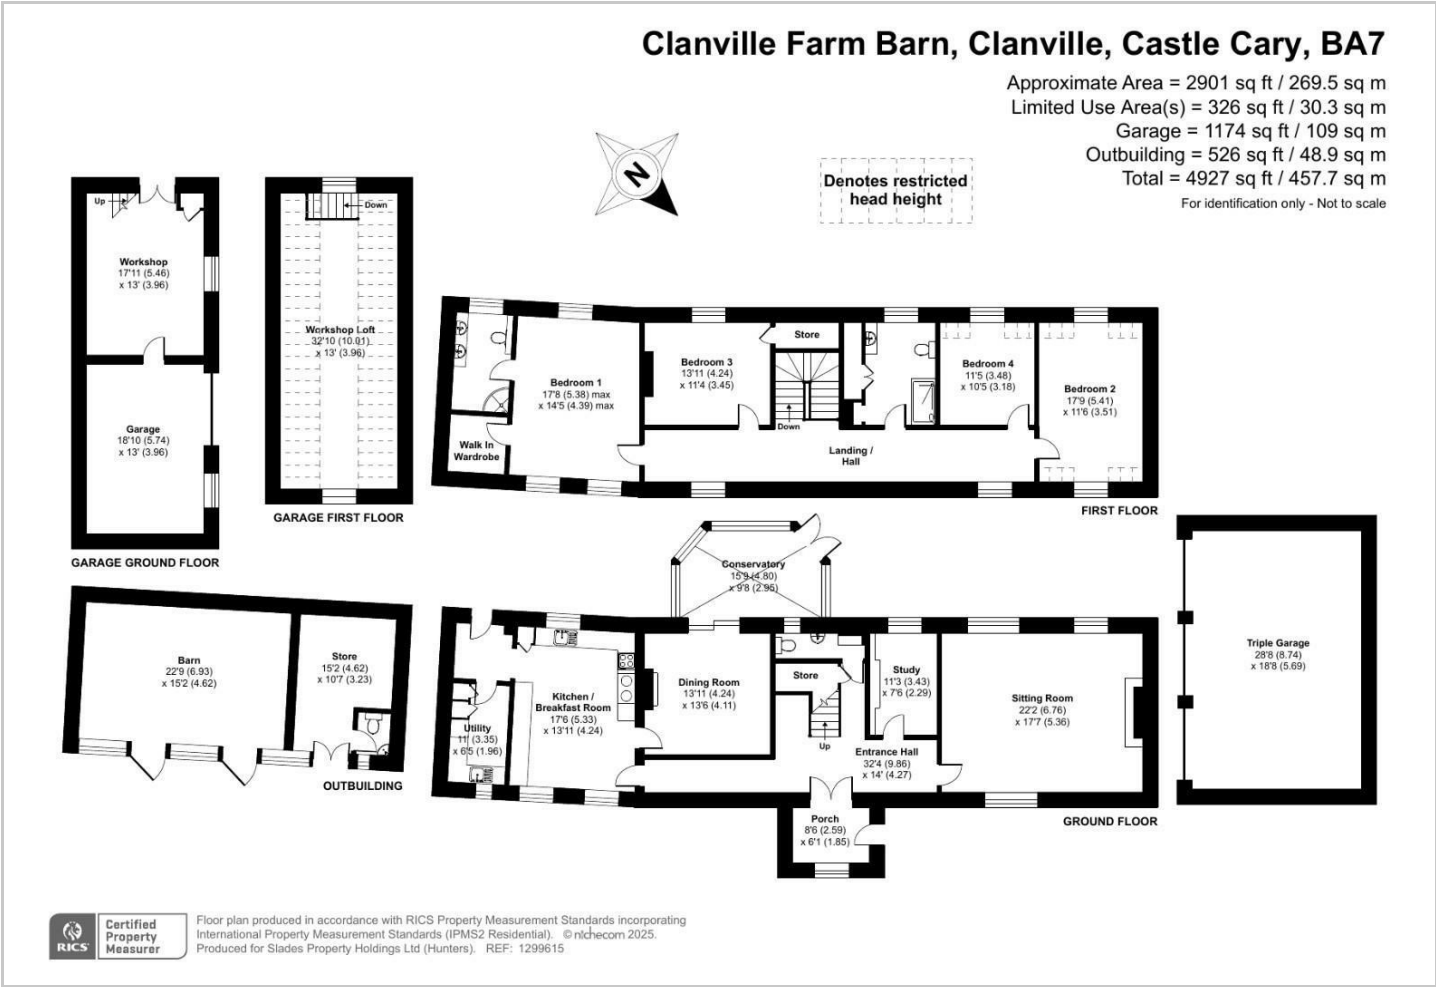 Clanville Farm Barn, Clanville, Castle Cary, BA7
Approximate Area = 2901 sq ft / 269.5 sq m
Limited Use Area(s) = 326 sq ft / 30.3 sq m
Garage = 1174 sq ft / 109 sq m
Outbuilding = 526 sq ft / 48.9 sq m
Total = 4927 sq ft / 457.7 sq m
For identification only - Not to scale
N
Denotes restricted
head height
Up
Workshop
17'11 (5.46)
x 13' (3.96)
Garage
18'10 (5.74)
x 13' (3.96)
GARAGE GROUND FLOOR
Down
Workshop Loft
32'10 (10.01)
x 13' (3.96)
GARAGE FIRST FLOOR
Bedroom 1
17'8 (5.38) max
x 14'5 (4.39) max
Walk In
Wardrobe
Bedroom 3
13'11 (4.24)
x 11'4 (3.45)
Store
Down
Landing /
Hall
Bedroom 4
11'5 (3.48)
x 10'5 (3.18)
Bedroom 2
17'9 (5.41)
x 11'6 (3.51)
FIRST FLOOR
Conservatory
15'9 (4.80)
x 9'8 (2.95)
Barn
22'9 (6.93)
x 15'2 (4.62)
Store
15'2 (4.62)
x 10'7 (3.23)
OUTBUILDING
Utility
11' (3.35)
x 6'5 (1.96)
Kitchen /
Breakfast Room
17'6 (5.33)
x 13'11 (4.24)
Dining Room
13'11 (4.24)
x 13'6 (4.11)
Store
Up
Study
11'3 (3.43)
x 7'6 (2.29)
Entrance Hall
32'4 (9.86)
x 14' (4.27)
Sitting Room
22'2 (6.76)
x 17'7 (5.36)
Porch
8'6 (2.59)
x 6'1 (1.85)
GROUND FLOOR
Triple Garage
28'8 (8.74)
x 18'8 (5.69)
RICS
Certified
Property
Measurer
Floor plan produced in accordance with RICS Property Measurement Standards incorporating
International Property Measurement Standards (IPMS2 Residential). © nichecom 2025.
Produced for Slades Property Holdings Ltd (Hunters). REF: 1299615